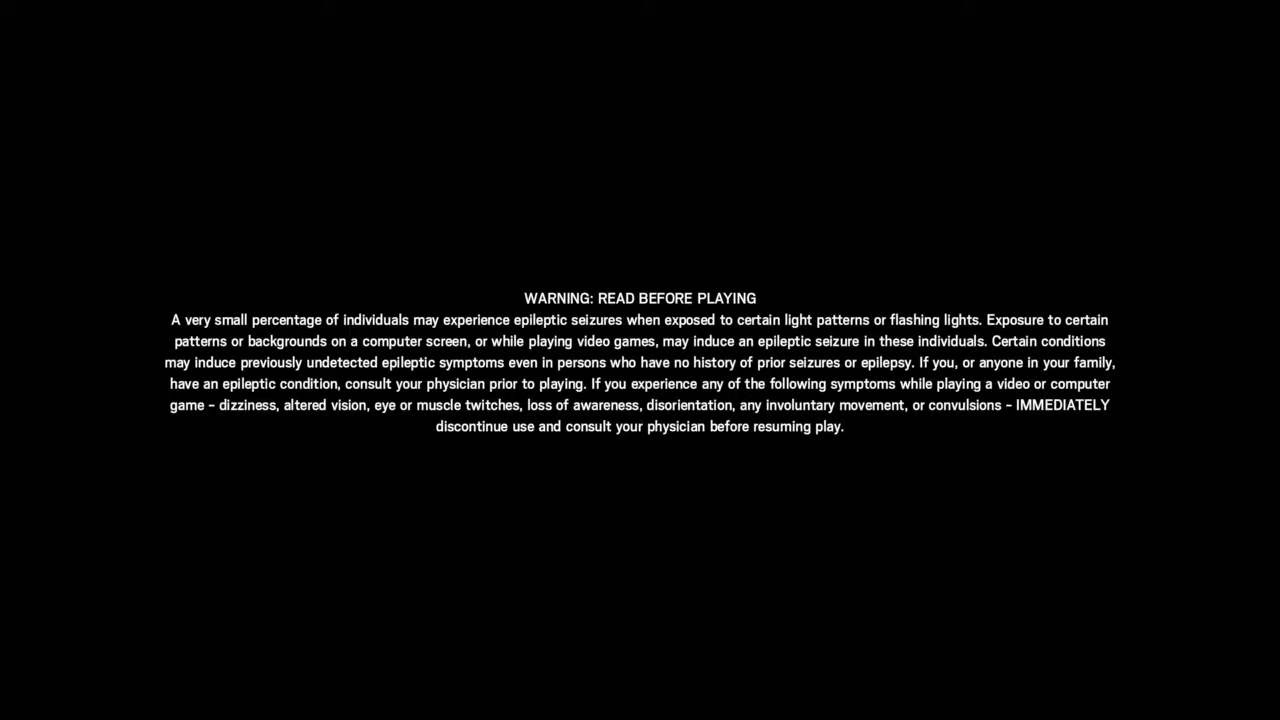 WARNING: READ BEFORE PLAYING
A very small percentage of individuals may experience epileptic seizures when exposed to certain light patterns or flashing lights. Exposure to certain
patterns or backgrounds on a computer screen, or while playing video games, may induce an epileptic seizure in these individuals. Certain conditions
may induce previously undetected epileptic symptoms even in persons who have no history of prior seizures or epilepsy. If you, or anyone in your family,
have an epileptic condition, consult your physician prior to playing. If you experience any of the following symptoms while playing a video or computer
game – dizziness, altered vision, eye or muscle twitches, loss of awareness, disorientation, any involuntary movement, or convulsions – IMMEDIATELY
discontinue use and consult your physician before resuming play.